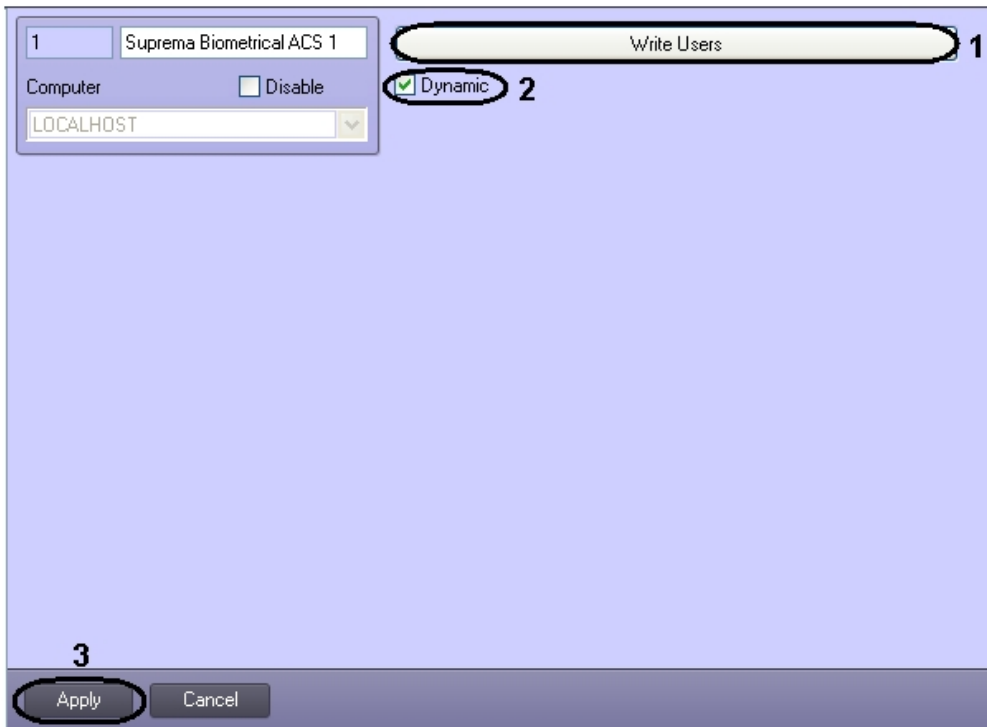 1 Suprema Biometrical ACS 1 Write Users 1
Computer Disable Dynamic 2
LOCALHOST
3
Apply Cancel